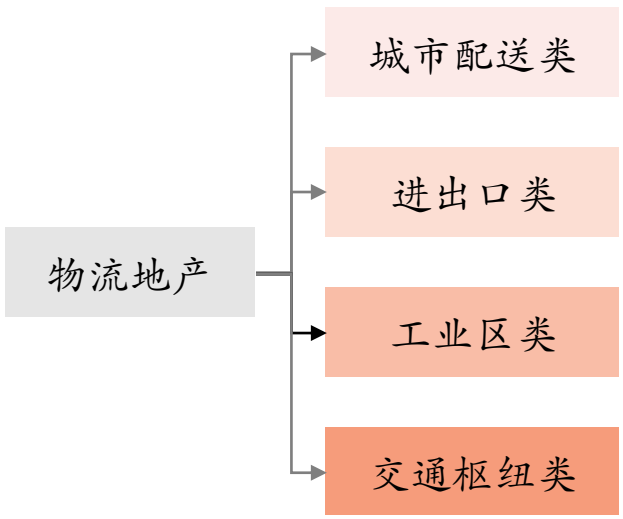 城市配送类
进出口类
物流地产
工业区类
交通枢纽类